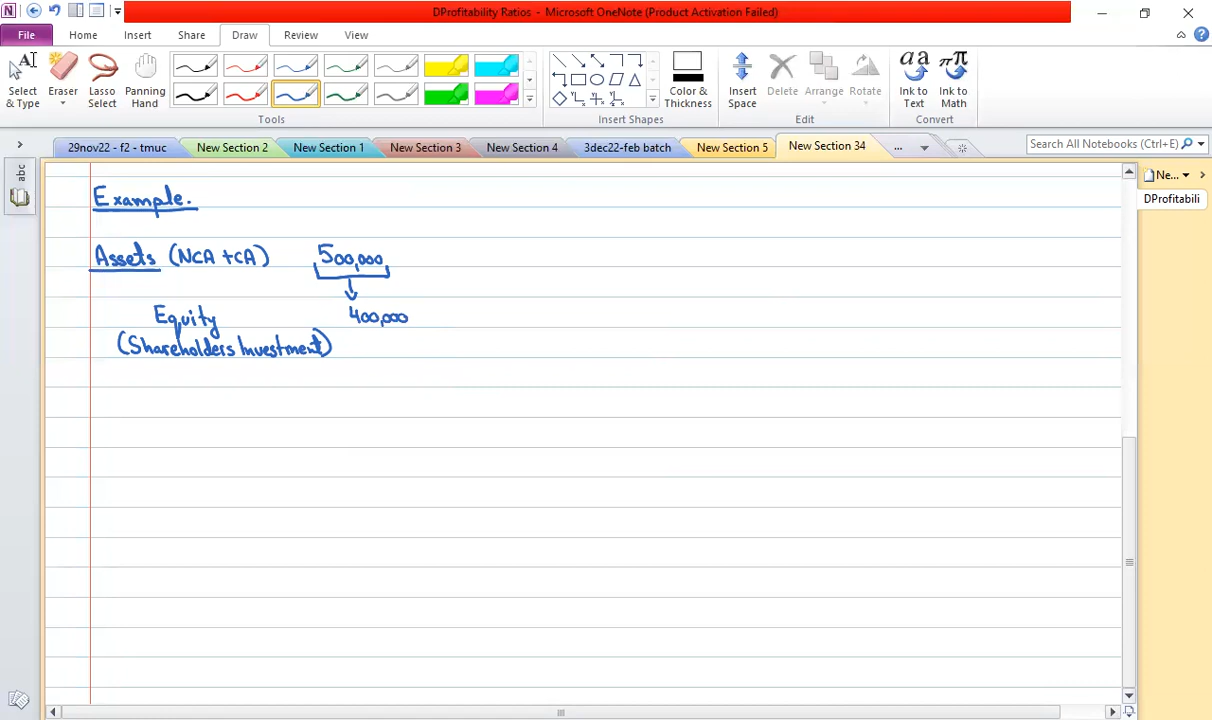 DProfitability Ratios - Microsoft OneNote (Product Activation Failed)
File Home Insert Share Draw Review View
Select & Type
Eraser
Lasso Select
Panning Hand
Color & Thickness
Insert Space
Delete
Arrange
Rotate
Ink to Text
Ink to Math
Tools
Insert Shapes
Edit
Convert
29nov22 - f2 - tmuc
New Section 2
New Section 1
New Section 3
New Section 4
3dec22-feb batch
New Section 5
New Section 34
...
Search All Notebooks (Ctrl+E)
abc
Ne...
DProfitabili
Example.
Assets (NCA + CA) 500,000
Equity 400,000
(Shareholders Investment)